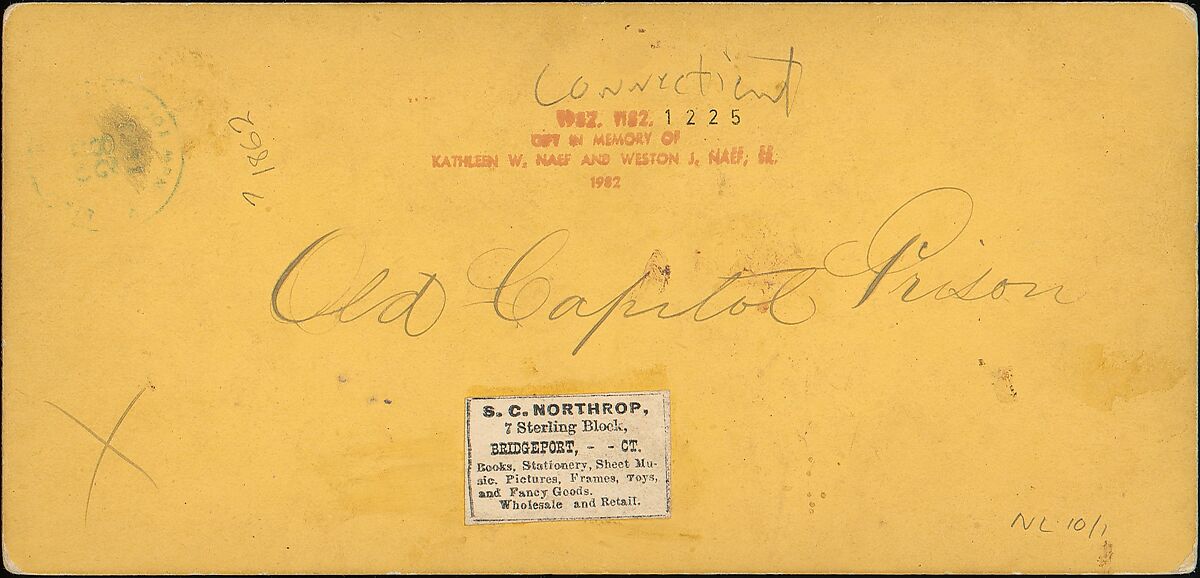 Connecticut
1982. 1182. 1225
GIFT IN MEMORY OF
KATHLEEN W. NAEF AND WESTON J. NAEF, SR.
1982
1862
Old Capitol Prison
S. C. NORTHROP,
7 Sterling Block,
BRIDGEPORT, - - CT.
Books, Stationery, Sheet Mu-
sic. Pictures, Frames, Toys,
and Fancy Goods.
Wholesale and Retail.
NL 10/1